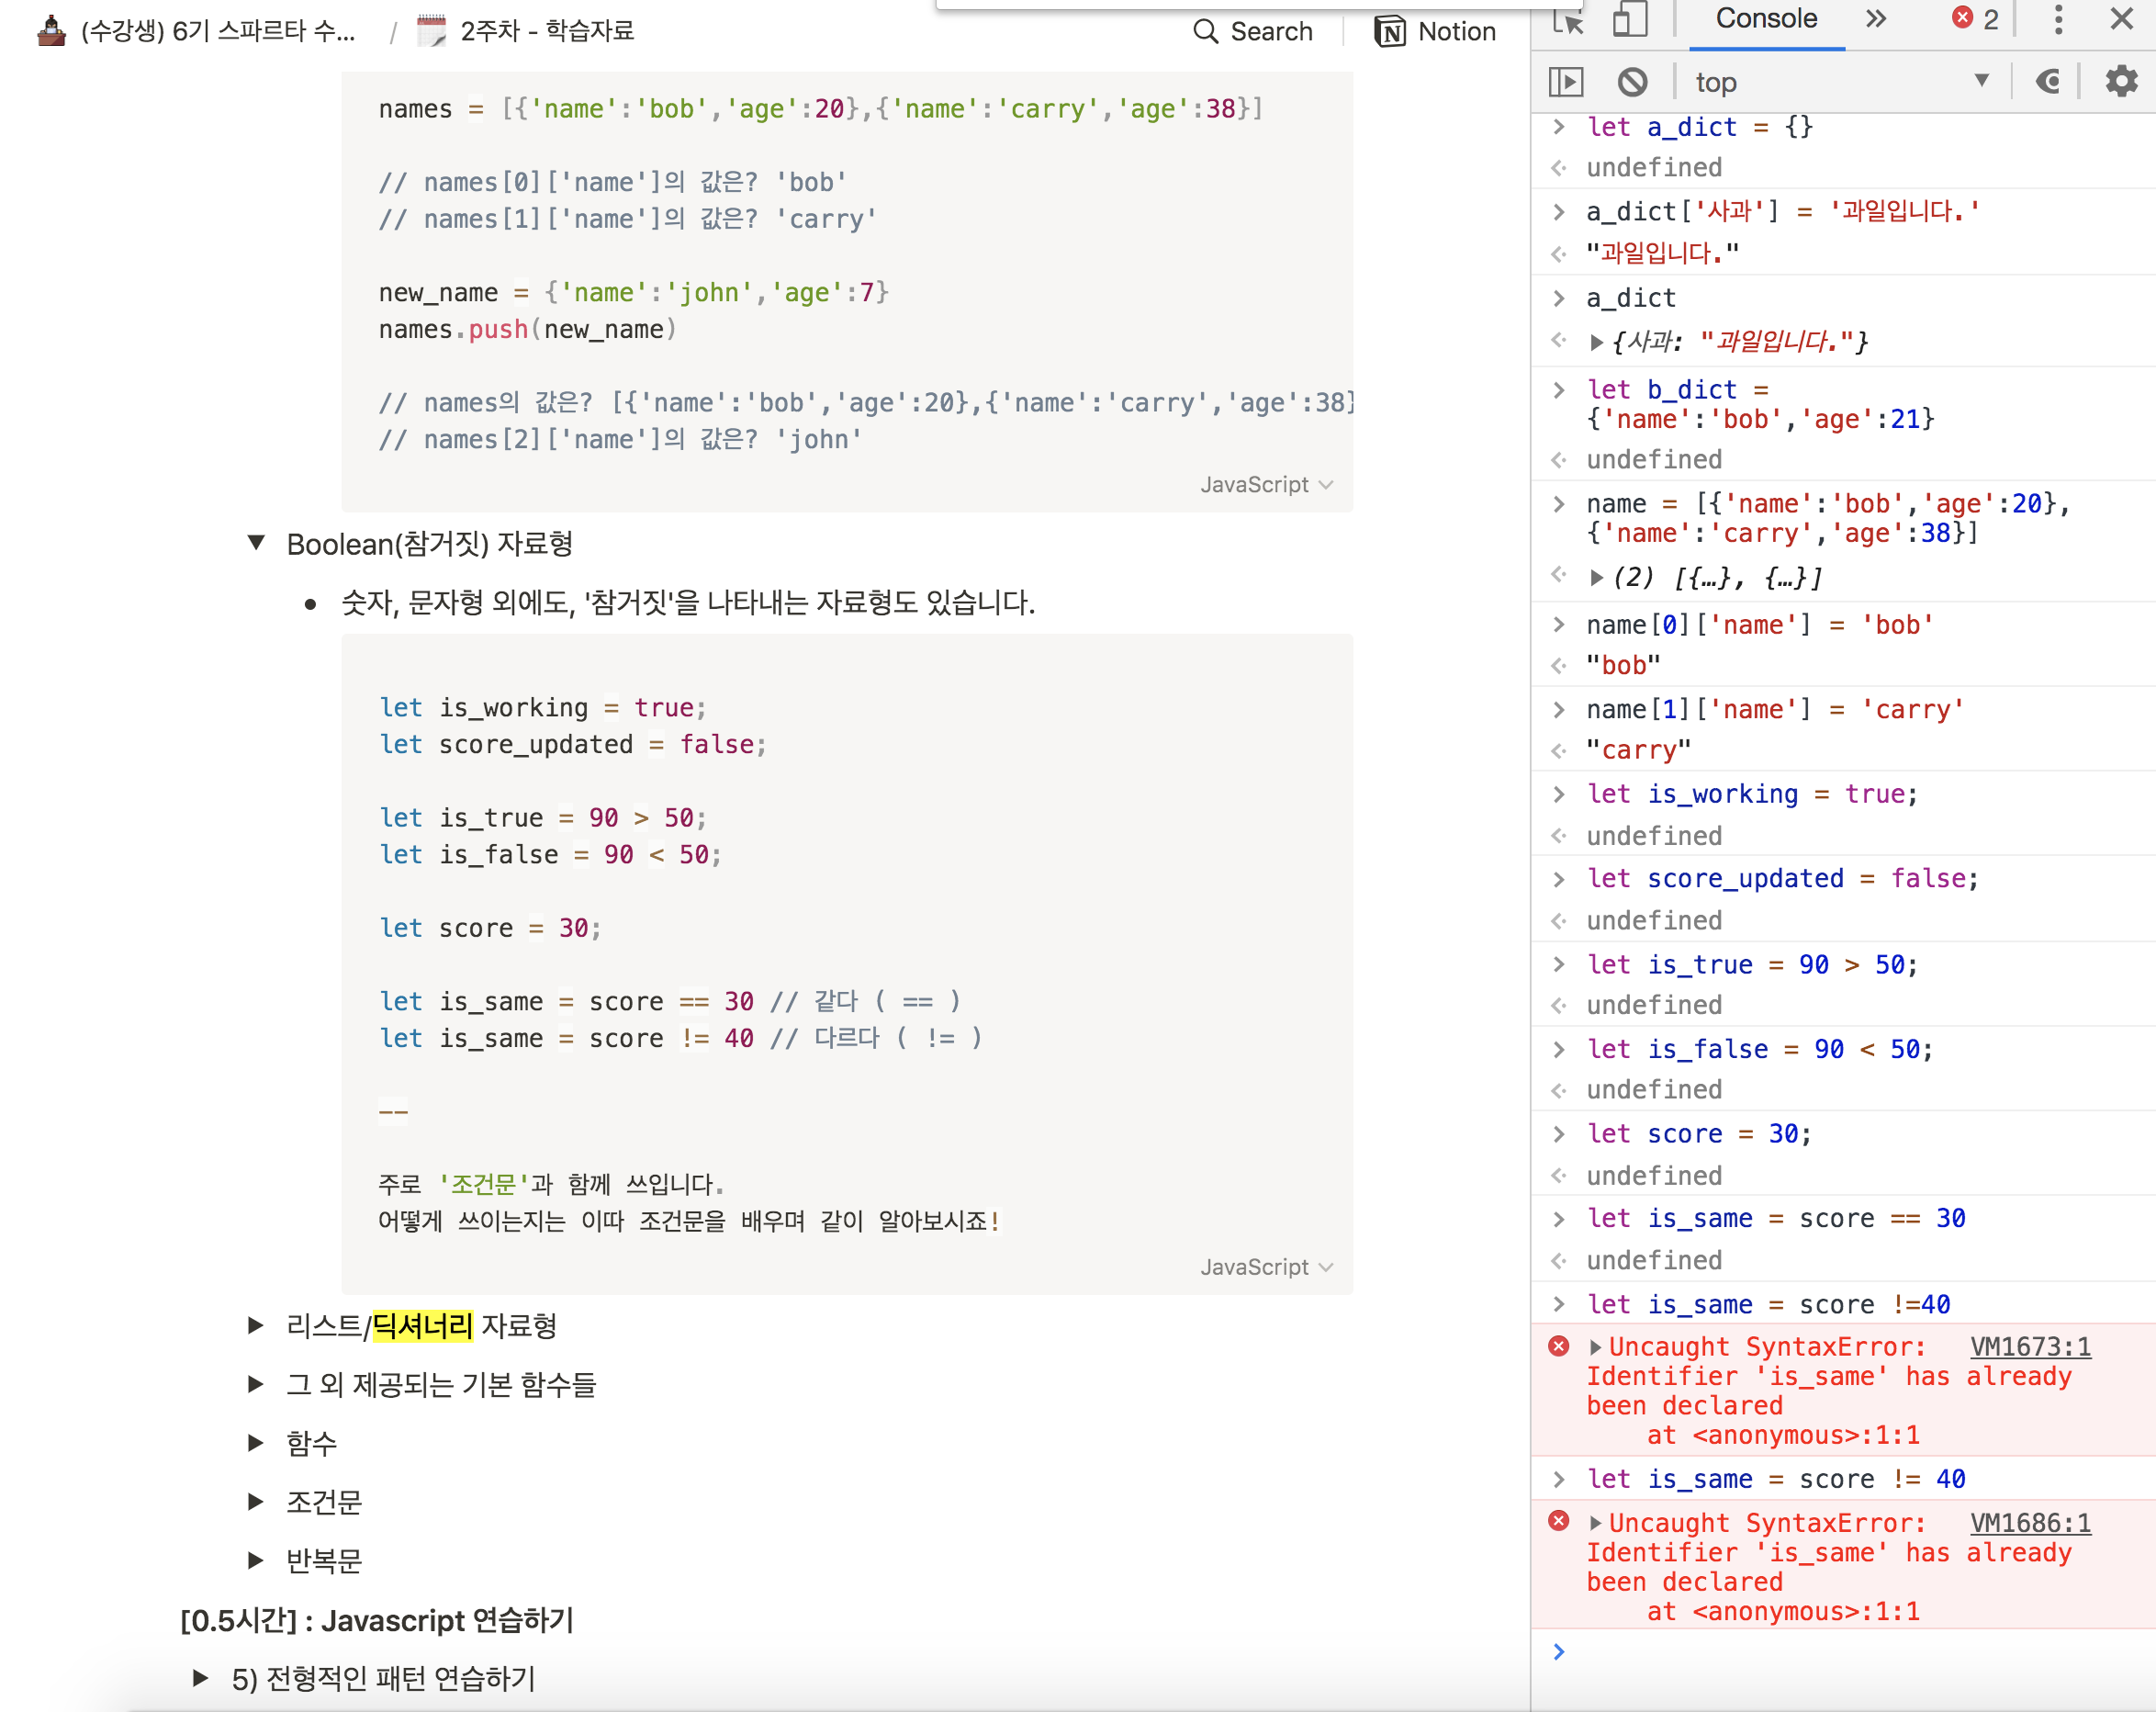 (수강생) 6기 스파르타 수... / 2주차 - 학습자료
Search Notion
names = [{'name':'bob','age':20},{'name':'carry','age':38}]
// names[0]['name']의 값은? 'bob'
// names[1]['name']의 값은? 'carry'
new_name = {'name':'john','age':7}
names.push(new_name)
// names의 값은? [{'name':'bob','age':20},{'name':'carry','age':38}
// names[2]['name']의 값은? 'john'
JavaScript
Boolean(참거짓) 자료형
숫자, 문자형 외에도, '참거짓'을 나타내는 자료형도 있습니다.
let is_working = true;
let score_updated = false;
let is_true = 90 > 50;
let is_false = 90 < 50;
let score = 30;
let is_same = score == 30 // 같다 ( == )
let is_same = score != 40 // 다르다 ( != )
--
주로 '조건문'과 함께 쓰입니다.
어떻게 쓰이는지는 이따 조건문을 배우며 같이 알아보시죠!
JavaScript
리스트/딕셔너리 자료형
그 외 제공되는 기본 함수들
함수
조건문
반복문
[0.5시간] : Javascript 연습하기
5) 전형적인 패턴 연습하기
Console 2
top
let a_dict = {}
undefined
a_dict['사과'] = '과일입니다.'
"과일입니다."
a_dict
{사과: "과일입니다."}
let b_dict =
{'name':'bob','age':21}
undefined
name = [{'name':'bob','age':20},
{'name':'carry','age':38}]
(2) [{…}, {…}]
name[0]['name'] = 'bob'
"bob"
name[1]['name'] = 'carry'
"carry"
let is_working = true;
undefined
let score_updated = false;
undefined
let is_true = 90 > 50;
undefined
let is_false = 90 < 50;
undefined
let score = 30;
undefined
let is_same = score == 30
undefined
let is_same = score !=40
Uncaught SyntaxError: VM1673:1
Identifier 'is_same' has already
been declared
at <anonymous>:1:1
let is_same = score != 40
Uncaught SyntaxError: VM1686:1
Identifier 'is_same' has already
been declared
at <anonymous>:1:1